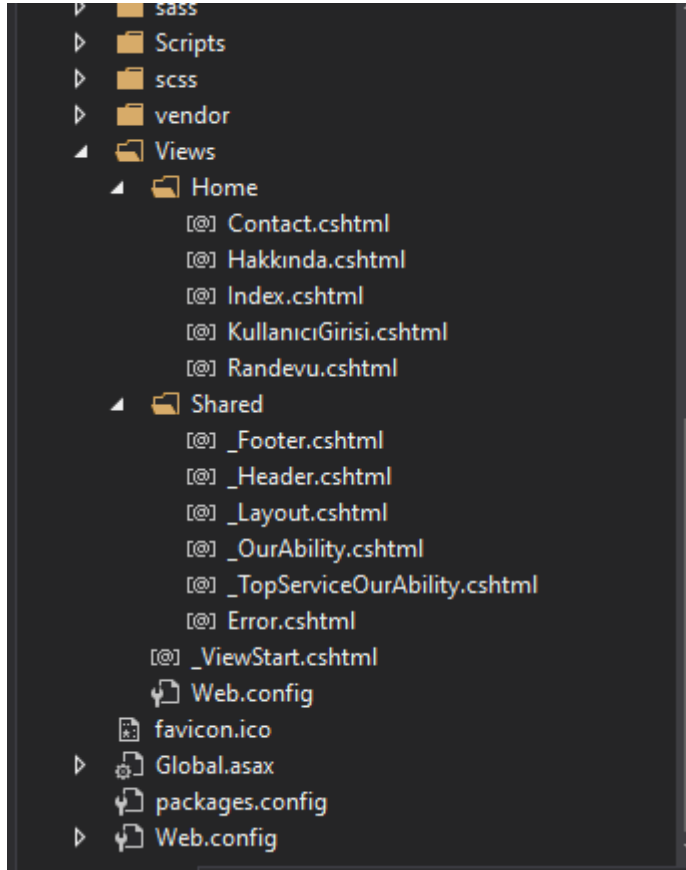 sass
Scripts
scss
vendor
Views
Home
Contact.cshtml
Hakkında.cshtml
Index.cshtml
KullanıcıGirisi.cshtml
Randevu.cshtml
Shared
_Footer.cshtml
_Header.cshtml
_Layout.cshtml
_OurAbility.cshtml
_TopServiceOurAbility.cshtml
Error.cshtml
_ViewStart.cshtml
Web.config
favicon.ico
Global.asax
packages.config
Web.config